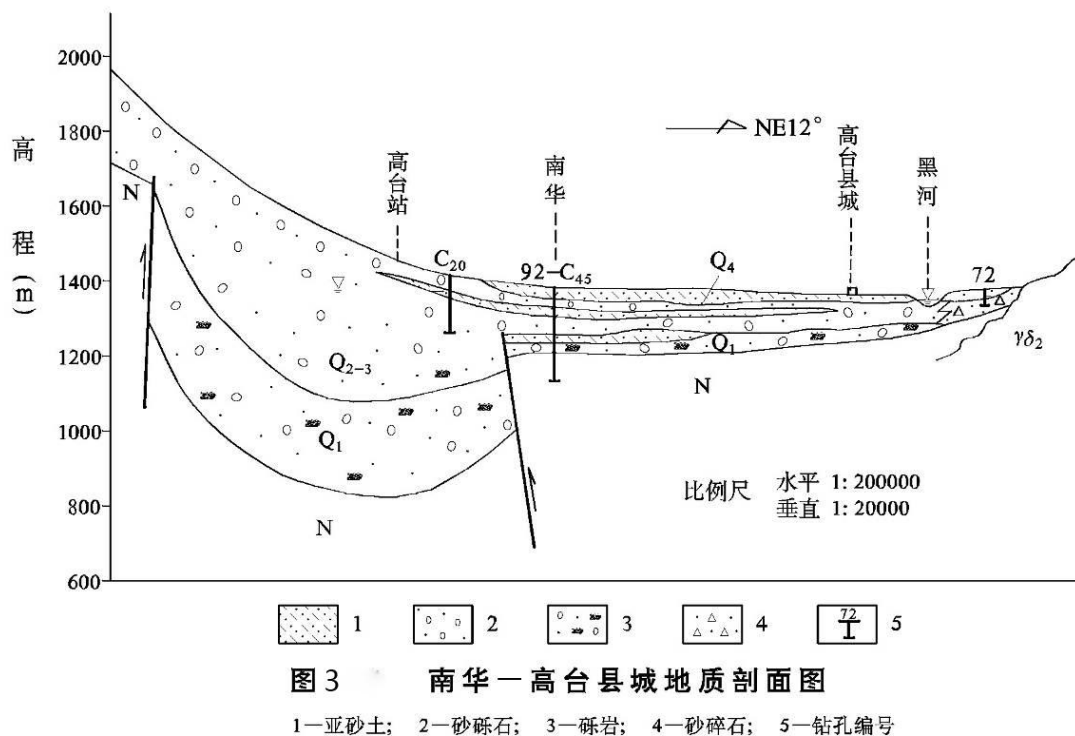 2000
1800
1600
1400
1200
1000
800
600
高程(m)
NE12°
高台站
南华
高台县城
黑河
C₂₀
92—C₄₅
72
Q₄
N
Q₂₋₃
Q₁
Q₁
N
γδ₂
N
比例尺 水平 1: 200000
垂直 1: 20000
1 2 3 4 72 5
图3 南华—高台县城地质剖面图
1—亚砂土; 2—砂砾石; 3—砾岩; 4—砂碎石; 5—钻孔编号